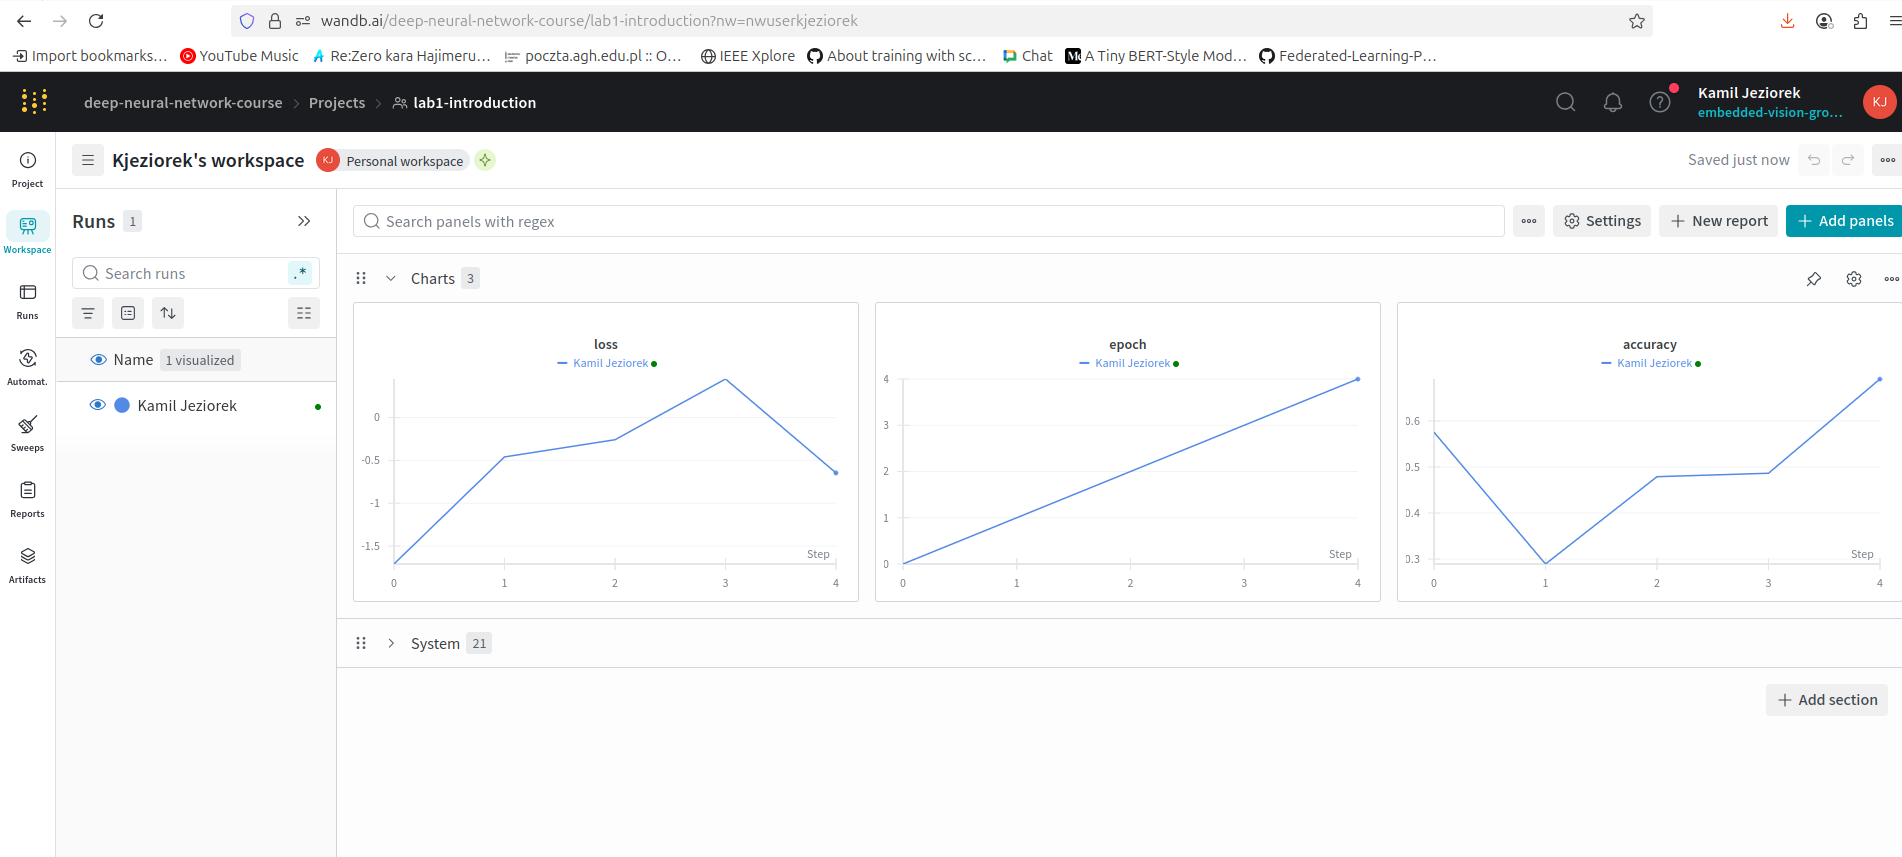 wandb.ai/deep-neural-network-course/lab1-introduction?nw=nwuserkjeziorek
Import bookmarks... YouTube Music Re:Zero kara Hajimeru... poczta.agh.edu.pl :: O... IEEE Xplore About training with sc... Chat A Tiny BERT-Style Mod... Federated-Learning-P...
deep-neural-network-course > Projects > lab1-introduction
Kamil Jeziorek
embedded-vision-gro...
KJ
Project
Workspace
Runs
Automat.
Sweeps
Reports
Artifacts
Kjeziorek's workspace KJ Personal workspace
Saved just now
Runs 1
Search runs .*
Name 1 visualized
Kamil Jeziorek
Search panels with regex
Settings
+ New report
+ Add panels
Charts 3
loss
Kamil Jeziorek
0
-0.5
-1
-1.5
Step
0 1 2 3 4
epoch
Kamil Jeziorek
4
3
2
1
0
Step
0 1 2 3 4
accuracy
Kamil Jeziorek
0.6
0.5
0.4
0.3
Step
0 1 2 3 4
System 21
+ Add section